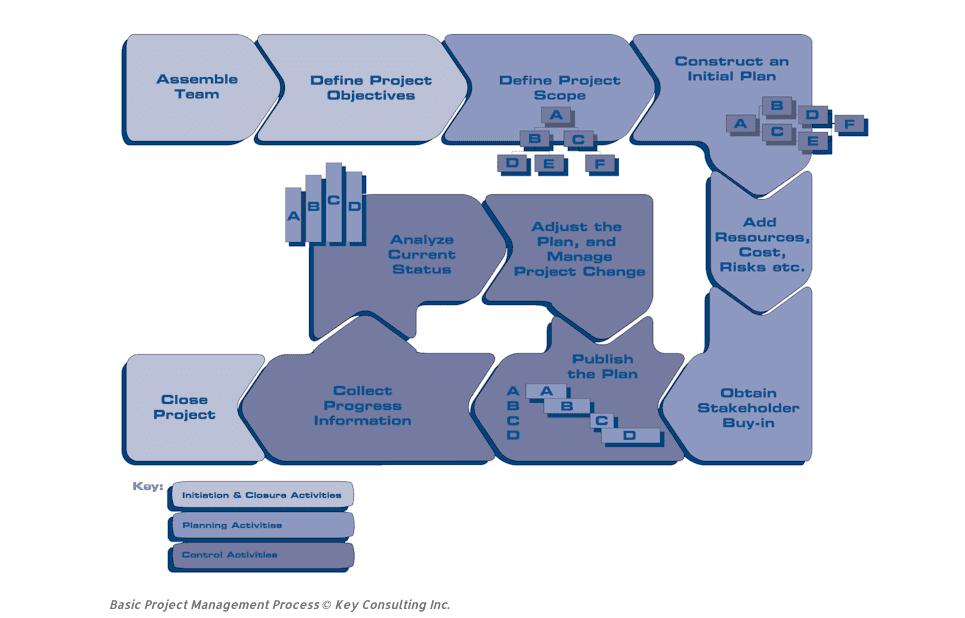 Assemble
Team
Define Project
Objectives
Define Project
Scope
A
B C
D E F
Construct an
Initial Plan
A
B
C
D
E
F
Add
Resources,
Cost,
Risks etc.
Obtain
Stakeholder
Buy-in
Publish
the Plan
A A
B B
C C
D D
Collect
Progress
Information
A B C D
Analyze
Current
Status
Adjust the
Plan, and
Manage
Project Change
Close
Project
Key:
Initiation & Closure Activities
Planning Activities
Control Activities
Basic Project Management Process © Key Consulting Inc.